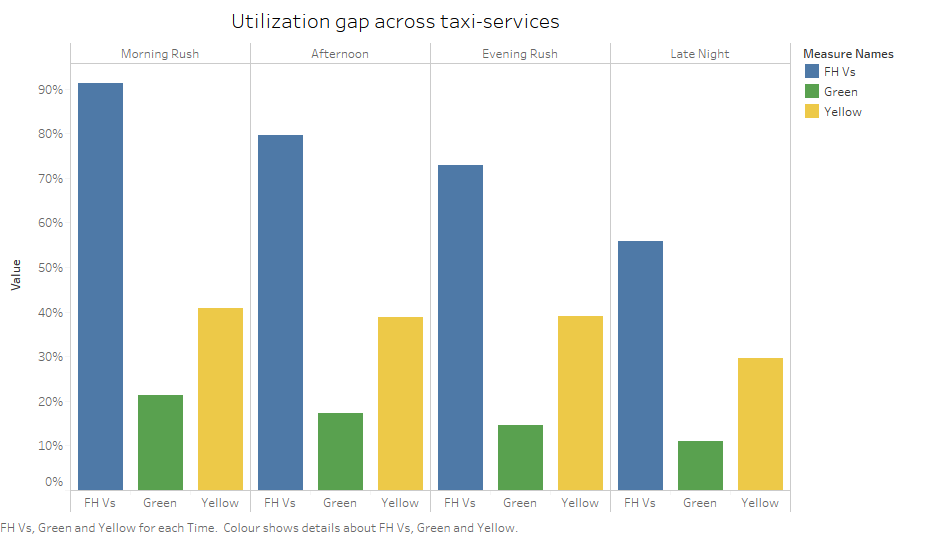 Utilization gap across taxi-services
Morning Rush
Afternoon
Evening Rush
Late Night
Measure Names
FH Vs
Green
Yellow
90%
80%
70%
60%
50%
40%
30%
20%
10%
0%
Value
FH Vs Green Yellow FH Vs Green Yellow FH Vs Green Yellow FH Vs Green Yellow
FH Vs, Green and Yellow for each Time. Colour shows details about FH Vs, Green and Yellow.